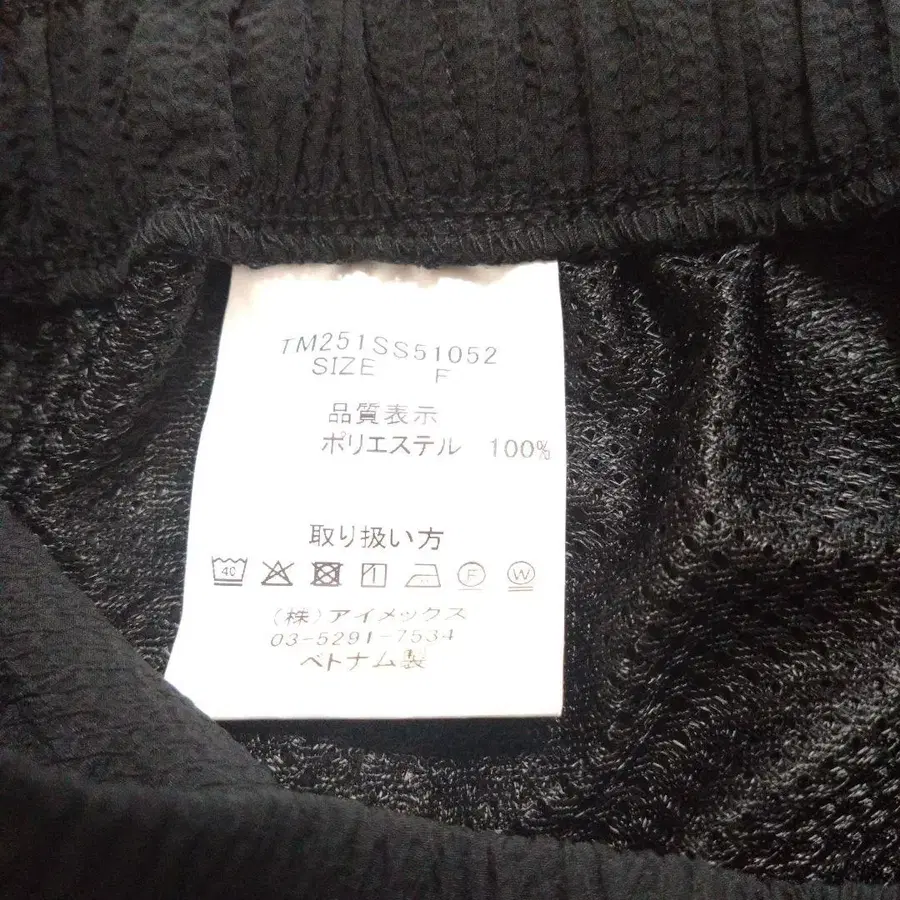 TM251SS51052
SIZE F
品質表示
ポリエステル 100%
取り扱い方
40 F W
(株)アイメックス
03-5291-7534
ベトナム製